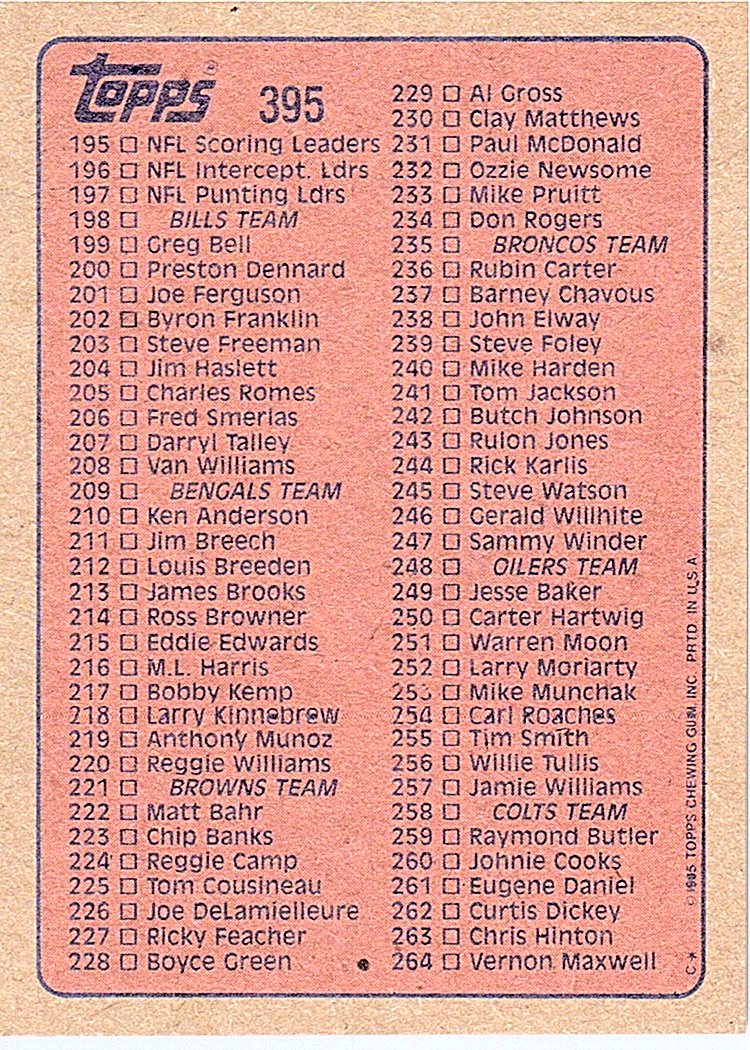 Topps 395
195 □ NFL Scoring Leaders
196 □ NFL Intercept. Ldrs
197 □ NFL Punting Ldrs
198 □ BILLS TEAM
199 □ Greg Bell
200 □ Preston Dennard
201 □ Joe Ferguson
202 □ Byron Franklin
203 □ Steve Freeman
204 □ Jim Haslett
205 □ Charles Romes
206 □ Fred Smerlas
207 □ Darryl Talley
208 □ Van Williams
209 □ BENGALS TEAM
210 □ Ken Anderson
211 □ Jim Breech
212 □ Louis Breeden
213 □ James Brooks
214 □ Ross Browner
215 □ Eddie Edwards
216 □ M.L. Harris
217 □ Bobby Kemp
218 □ Larry Kinnebrew
219 □ Anthony Munoz
220 □ Reggie Williams
221 □ BROWNS TEAM
222 □ Matt Bahr
223 □ Chip Banks
224 □ Reggie Camp
225 □ Tom Cousineau
226 □ Joe DeLamielleure
227 □ Ricky Feacher
228 □ Boyce Green
229 □ Al Gross
230 □ Clay Matthews
231 □ Paul McDonald
232 □ Ozzie Newsome
233 □ Mike Pruitt
234 □ Don Rogers
235 □ BRONCOS TEAM
236 □ Rubin Carter
237 □ Barney Chavous
238 □ John Elway
239 □ Steve Foley
240 □ Mike Harden
241 □ Tom Jackson
242 □ Butch Johnson
243 □ Rulon Jones
244 □ Rick Karlis
245 □ Steve Watson
246 □ Gerald Willhite
247 □ Sammy Winder
248 □ OILERS TEAM
249 □ Jesse Baker
250 □ Carter Hartwig
251 □ Warren Moon
252 □ Larry Moriarty
253 □ Mike Munchak
254 □ Carl Roaches
255 □ Tim Smith
256 □ Willie Tullis
257 □ Jamie Williams
258 □ COLTS TEAM
259 □ Raymond Butler
260 □ Johnie Cooks
261 □ Eugene Daniel
262 □ Curtis Dickey
263 □ Chris Hinton
264 □ Vernon Maxwell
C* © 1985 TOPPS CHEWING GUM INC. PRTD. IN U.S.A.